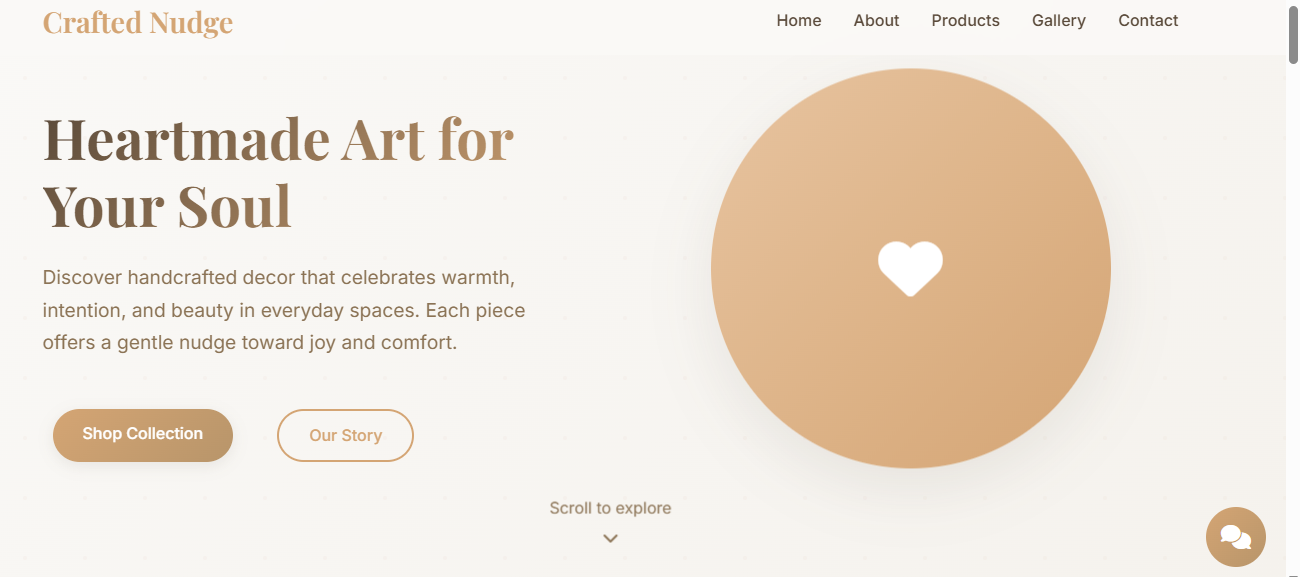 Crafted Nudge
Home About Products Gallery Contact
Heartmade Art for
Your Soul
Discover handcrafted decor that celebrates warmth,
intention, and beauty in everyday spaces. Each piece
offers a gentle nudge toward joy and comfort.
Shop Collection
Our Story
Scroll to explore